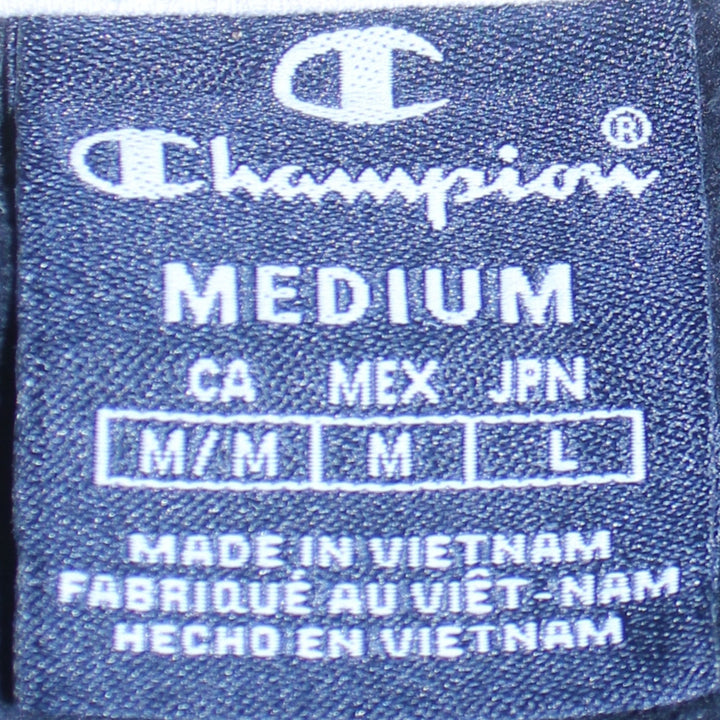 Champion®
MEDIUM
CA MEX JPN
M/M M L
MADE IN VIETNAM
FABRIQUÉ AU VIÊT-NAM
HECHO EN VIETNAM